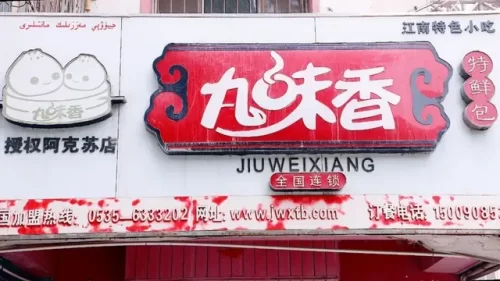 江南特色小吃
九味香
特鲜包
九味香
授权阿克苏店
JIUWEIXIANG
全国连锁
国加盟热线: 0535-6333202 网址: www.jwxtb.com 订餐电话: 15009085